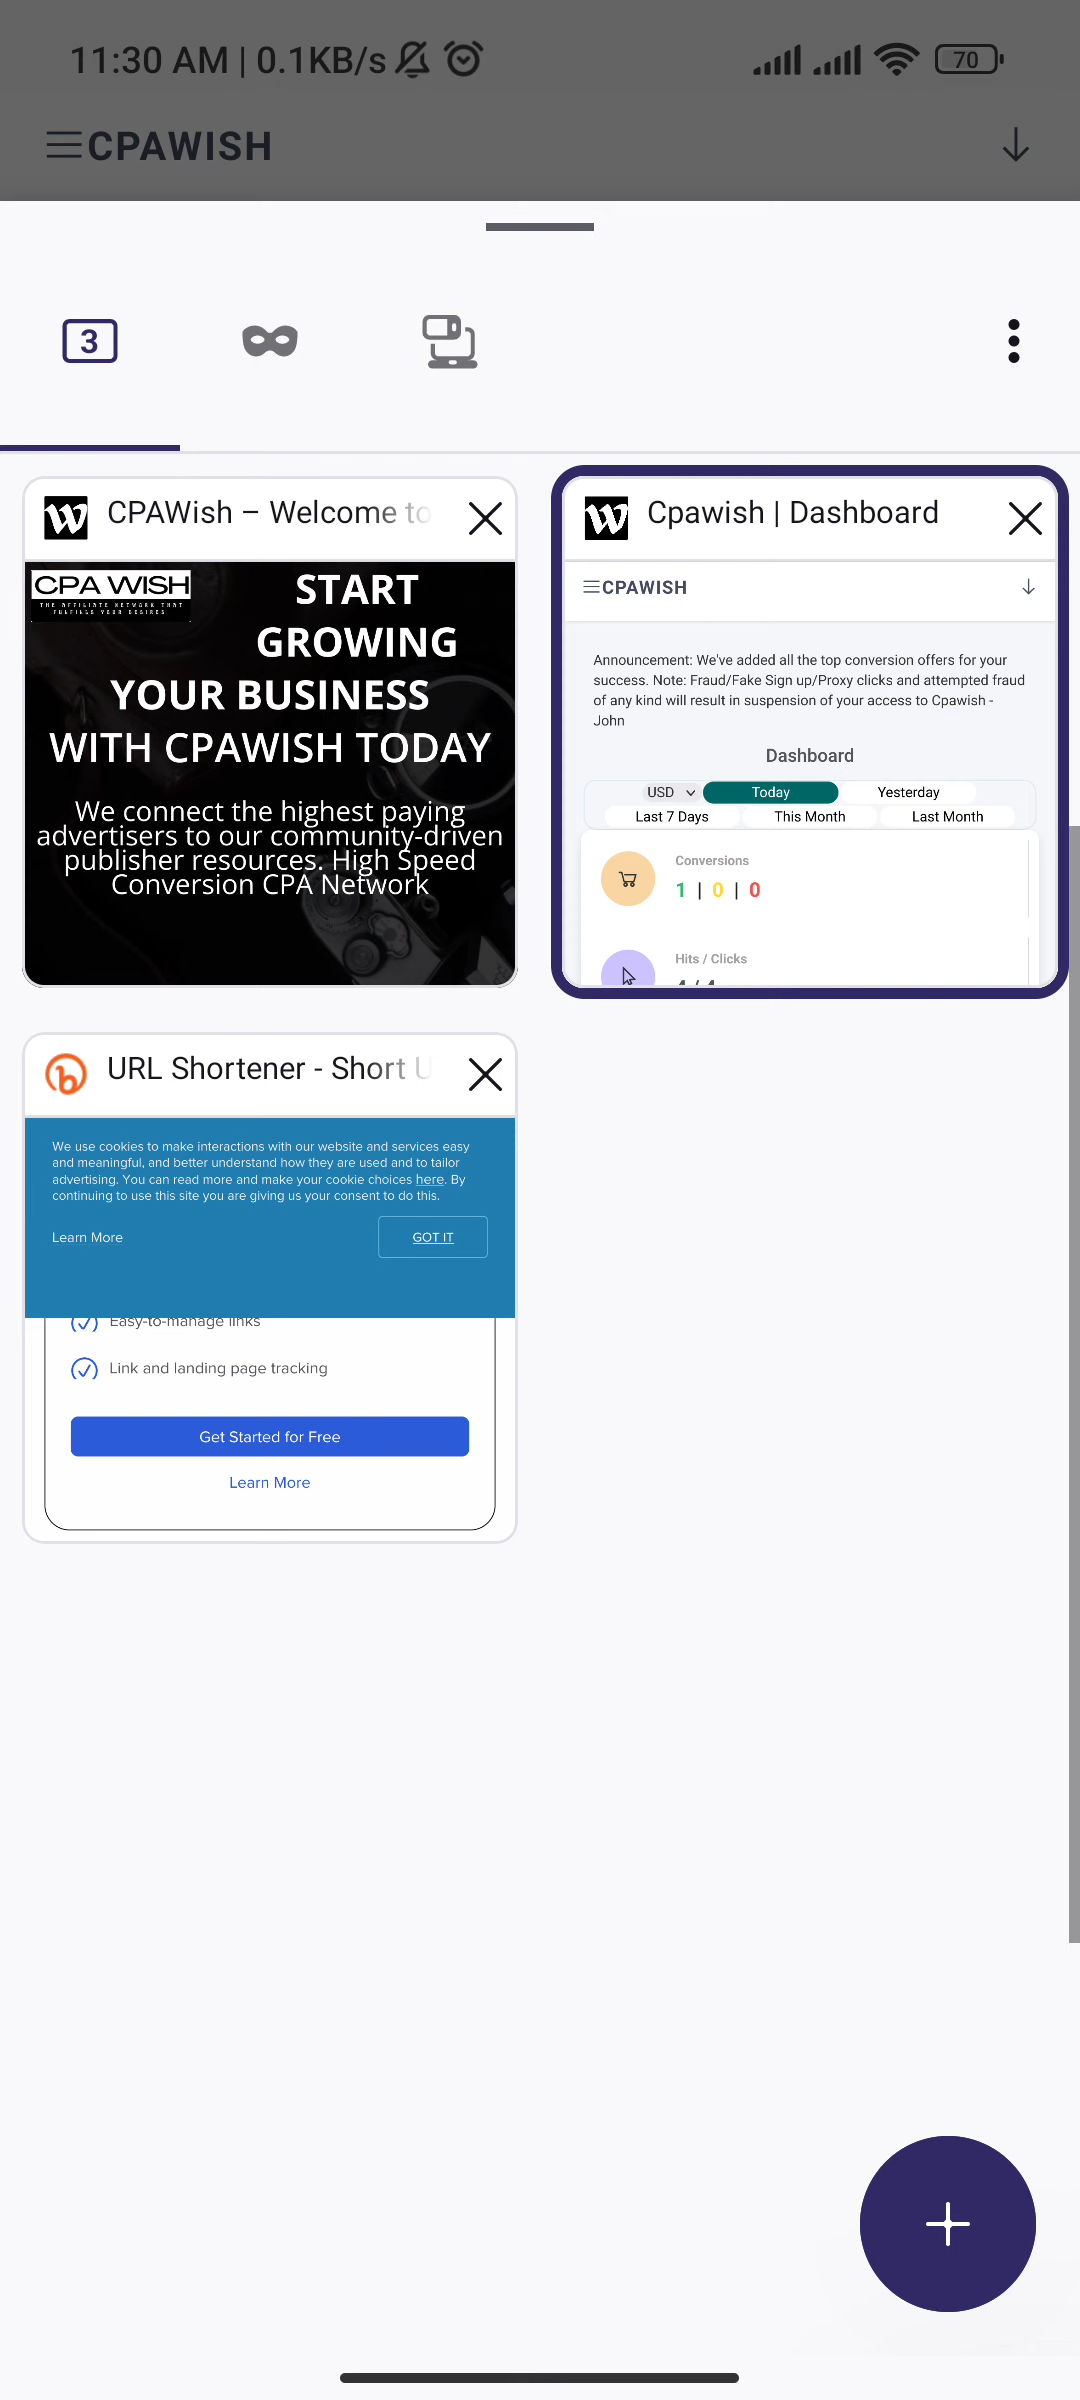 11:30 AM | 0.1KB/s
70
CPAWISH
3
CPAWish – Welcome to
CPA WISH
THE AFFILIATE NETWORK THAT
FULFILLS YOUR DESIRES
START
GROWING
YOUR BUSINESS
WITH CPAWISH TODAY
We connect the highest paying
advertisers to our community-driven
publisher resources. High Speed
Conversion CPA Network
Cpawish | Dashboard
CPAWISH
Announcement: We've added all the top conversion offers for your
success. Note: Fraud/Fake Sign up/Proxy clicks and attempted fraud
of any kind will result in suspension of your access to Cpawish -
John
Dashboard
USD Today Yesterday
Last 7 Days This Month Last Month
Conversions
1 | 0 | 0
Hits / Clicks
URL Shortener - Short U
We use cookies to make interactions with our website and services easy
and meaningful, and better understand how they are used and to tailor
advertising. You can read more and make your cookie choices here. By
continuing to use this site you are giving us your consent to do this.
Learn More
GOT IT
Easy-to-manage links
Link and landing page tracking
Get Started for Free
Learn More